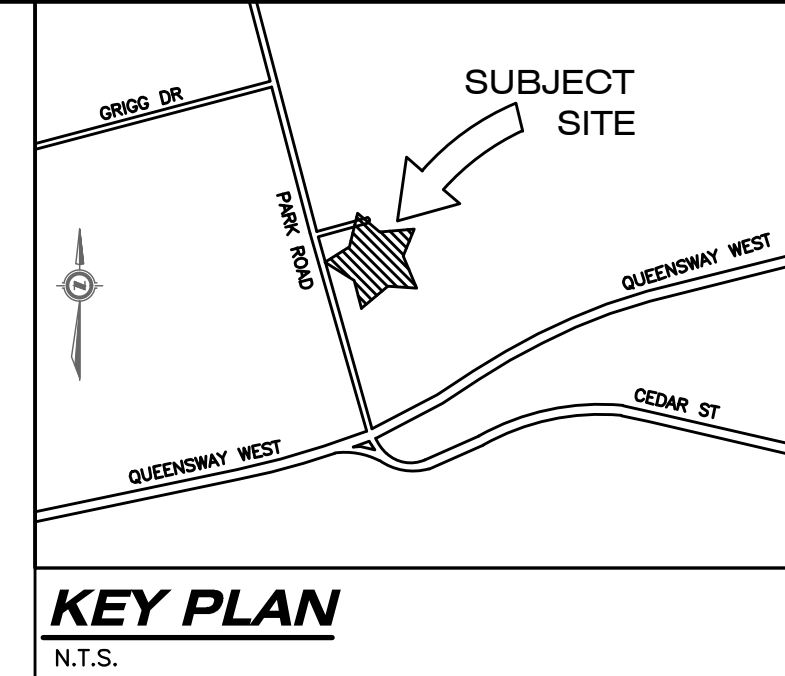 SUBJECT
SITE
GRIGG DR
PARK ROAD
QUEENSWAY WEST
CEDAR ST
QUEENSWAY WEST
N
KEY PLAN
N.T.S.